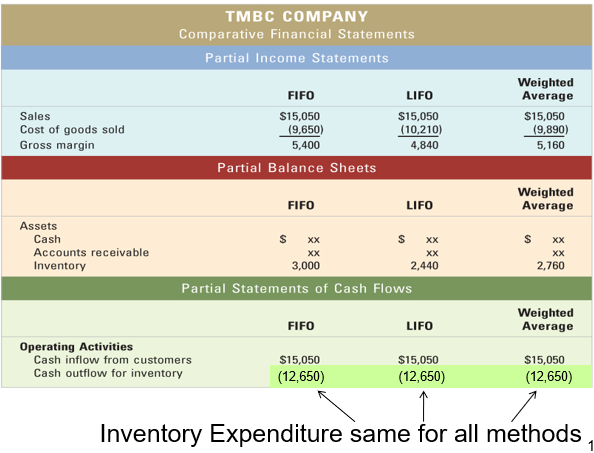 TMBC COMPANY
Comparative Financial Statements
Partial Income Statements
Weighted
FIFO LIFO Average
Sales $15,050 $15,050 $15,050
Cost of goods sold (9,650) (10,210) (9,890)
Gross margin 5,400 4,840 5,160
Partial Balance Sheets
Weighted
FIFO LIFO Average
Assets
Cash $ xx $ xx $ xx
Accounts receivable xx xx xx
Inventory 3,000 2,440 2,760
Partial Statements of Cash Flows
Weighted
FIFO LIFO Average
Operating Activities
Cash inflow from customers $15,050 $15,050 $15,050
Cash outflow for inventory (12,650) (12,650) (12,650)
Inventory Expenditure same for all methods 1